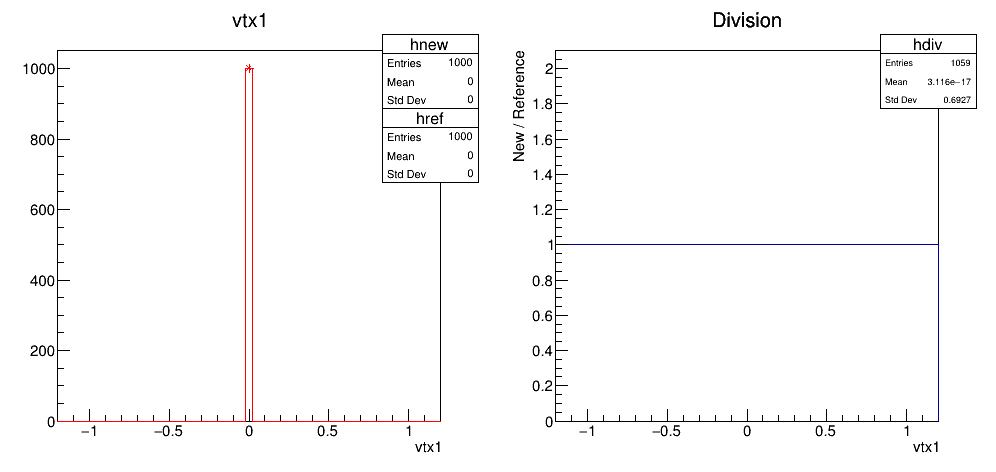 vtx1
hnew
Entries 1000
Mean 0
Std Dev 0
href
Entries 1000
Mean 0
Std Dev 0
1000
800
600
400
200
0
−1 −0.5 0 0.5 1
vtx1
Division
hdiv
Entries 1059
Mean 3.116e−17
Std Dev 0.6927
New / Reference
2
1.8
1.6
1.4
1.2
1
0.8
0.6
0.4
0.2
0
−1 −0.5 0 0.5 1
vtx1